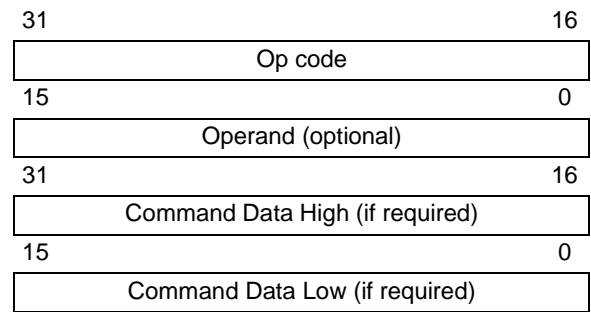 31 16
Op code
15 0
Operand (optional)
31 16
Command Data High (if required)
15 0
Command Data Low (if required)